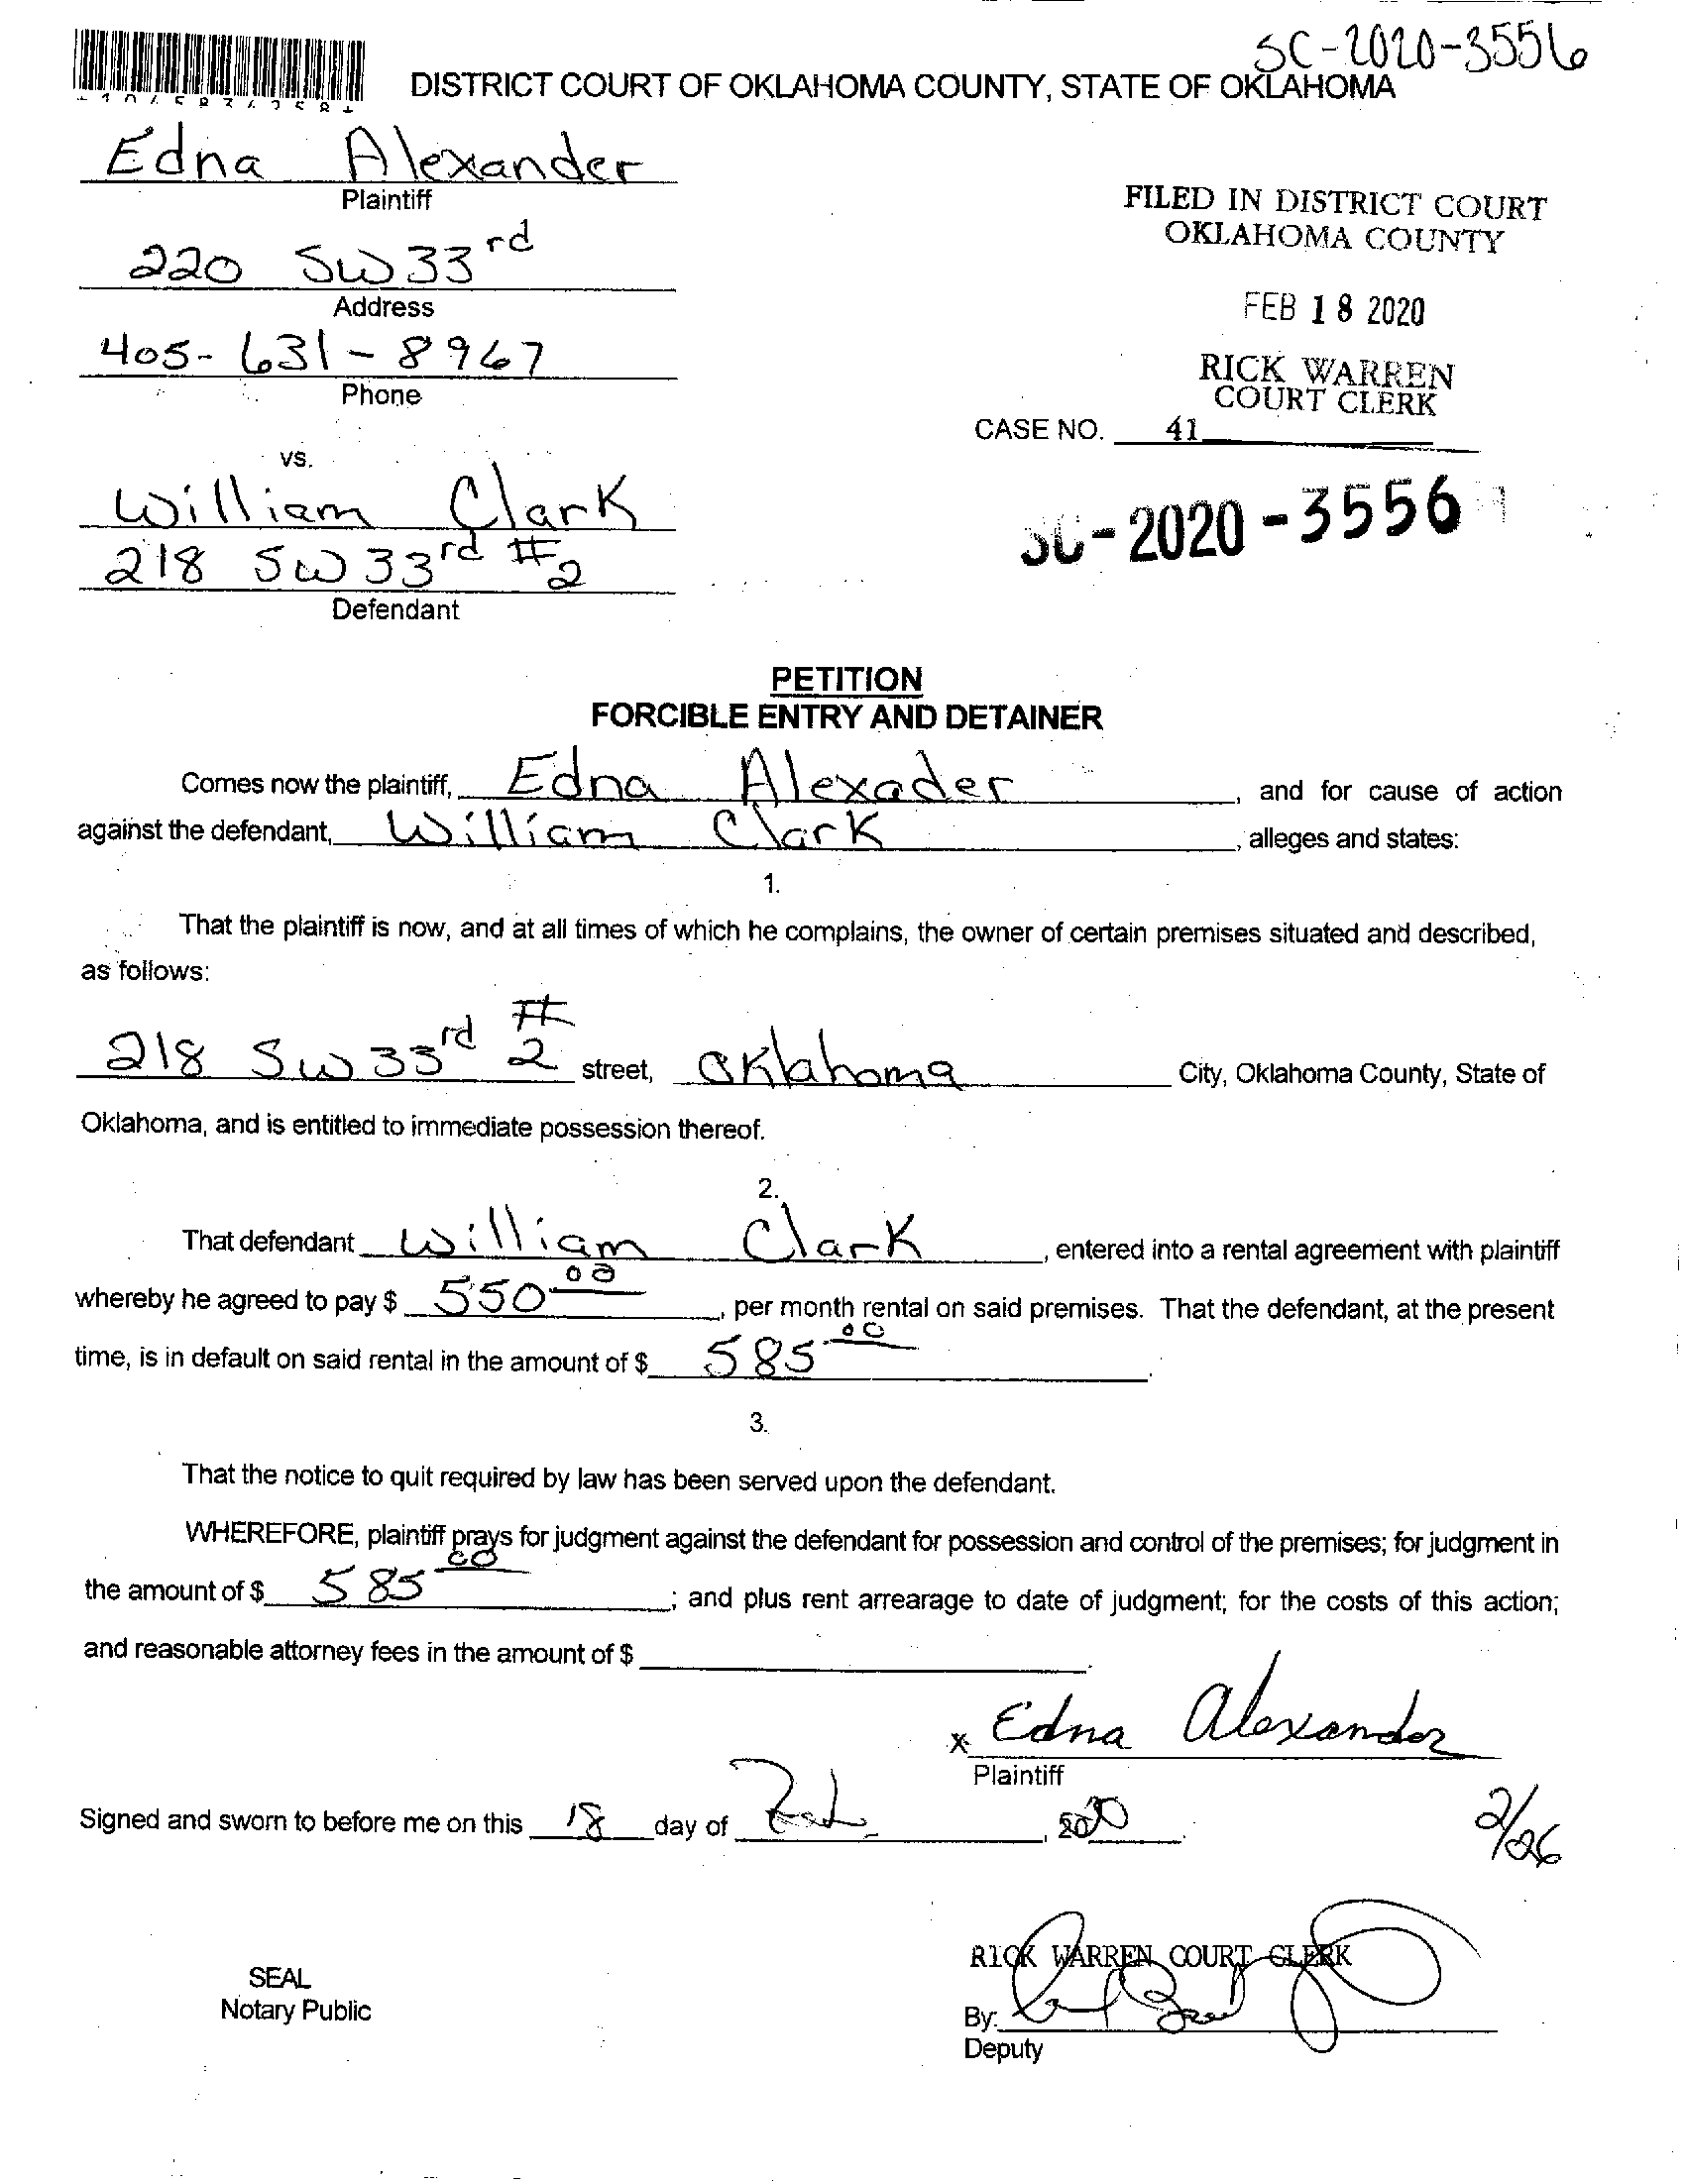 SC-2020-3556
DISTRICT COURT OF OKLAHOMA COUNTY, STATE OF OKLAHOMA
Edna Alexander
Plaintiff
220 SW 33rd
Address
405-631-8967
Phone
FILED IN DISTRICT COURT
OKLAHOMA COUNTY
FEB 18 2020
RICK WARREN
COURT CLERK
CASE NO. 41
vs.
William Clark
218 SW 33rd #2
Defendant
SC-2020-3556
PETITION
FORCIBLE ENTRY AND DETAINER
Comes now the plaintiff, Edna Alexader, and for cause of action
against the defendant, William Clark, alleges and states:
1.
That the plaintiff is now, and at all times of which he complains, the owner of certain premises situated and described,
as follows:
218 SW 33rd #2 street, Oklahoma City, Oklahoma County, State of
Oklahoma, and is entitled to immediate possession thereof.
2.
That defendant William Clark, entered into a rental agreement with plaintiff
whereby he agreed to pay $ 550 00, per month rental on said premises. That the defendant, at the present
time, is in default on said rental in the amount of $ 585 00.
3.
That the notice to quit required by law has been served upon the defendant.
WHEREFORE, plaintiff prays for judgment against the defendant for possession and control of the premises; for judgment in
the amount of $ 585 00; and plus rent arrearage to date of judgment; for the costs of this action;
and reasonable attorney fees in the amount of $
x Edna Alexander
Plaintiff
Signed and sworn to before me on this 18 day of Feb, 2020.
2/26
RICK WARREN COURT CLERK
SEAL
Notary Public
By:
Deputy